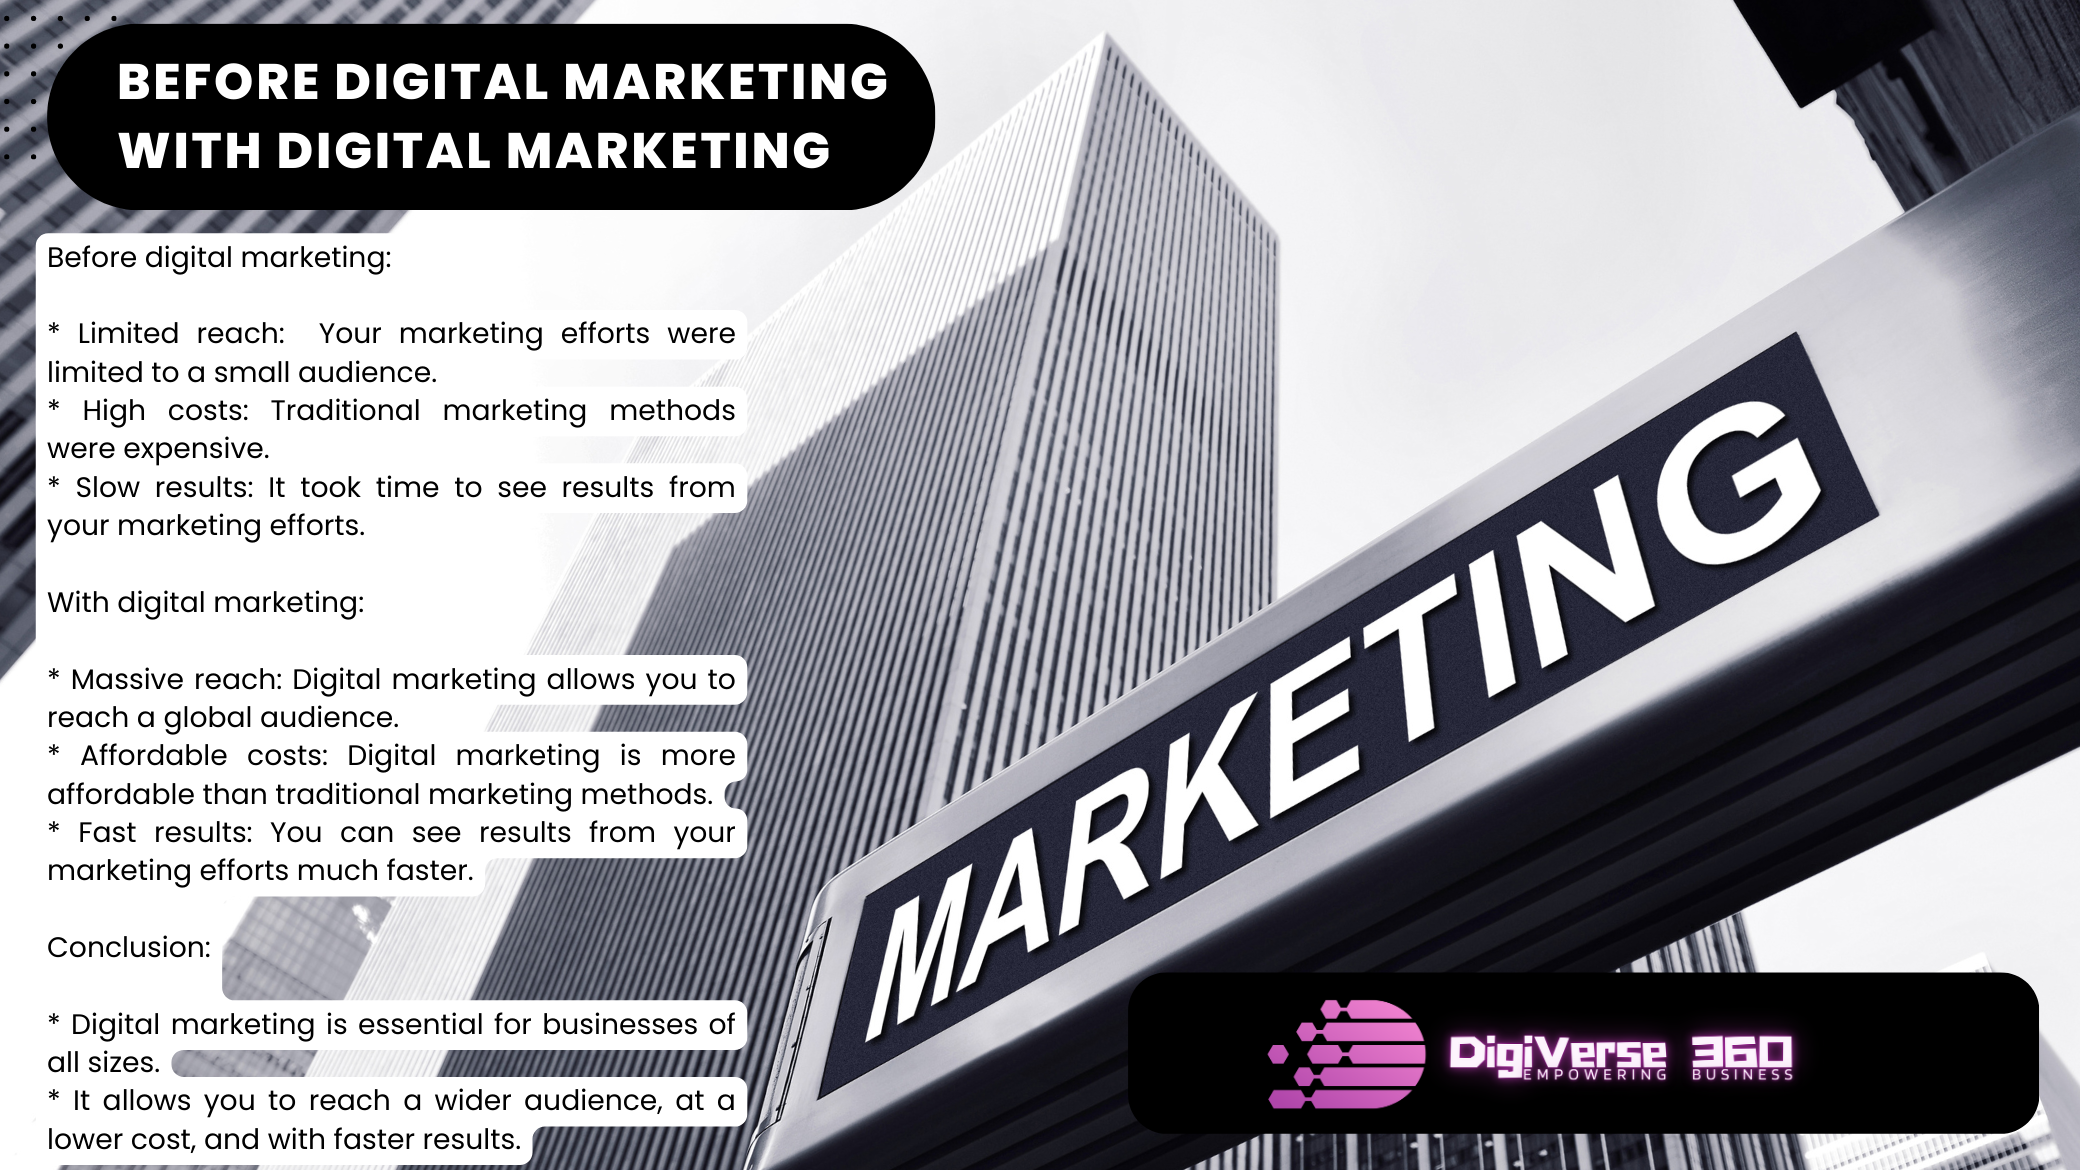 BEFORE DIGITAL MARKETING
WITH DIGITAL MARKETING
Before digital marketing:
* Limited reach: Your marketing efforts were
limited to a small audience.
* High costs: Traditional marketing methods
were expensive.
* Slow results: It took time to see results from
your marketing efforts.
With digital marketing:
* Massive reach: Digital marketing allows you to
reach a global audience.
* Affordable costs: Digital marketing is more
affordable than traditional marketing methods.
* Fast results: You can see results from your
marketing efforts much faster.
Conclusion:
* Digital marketing is essential for businesses of
all sizes.
* It allows you to reach a wider audience, at a
lower cost, and with faster results.
MARKETING
DigiVerse 360
EMPOWERING BUSINESS